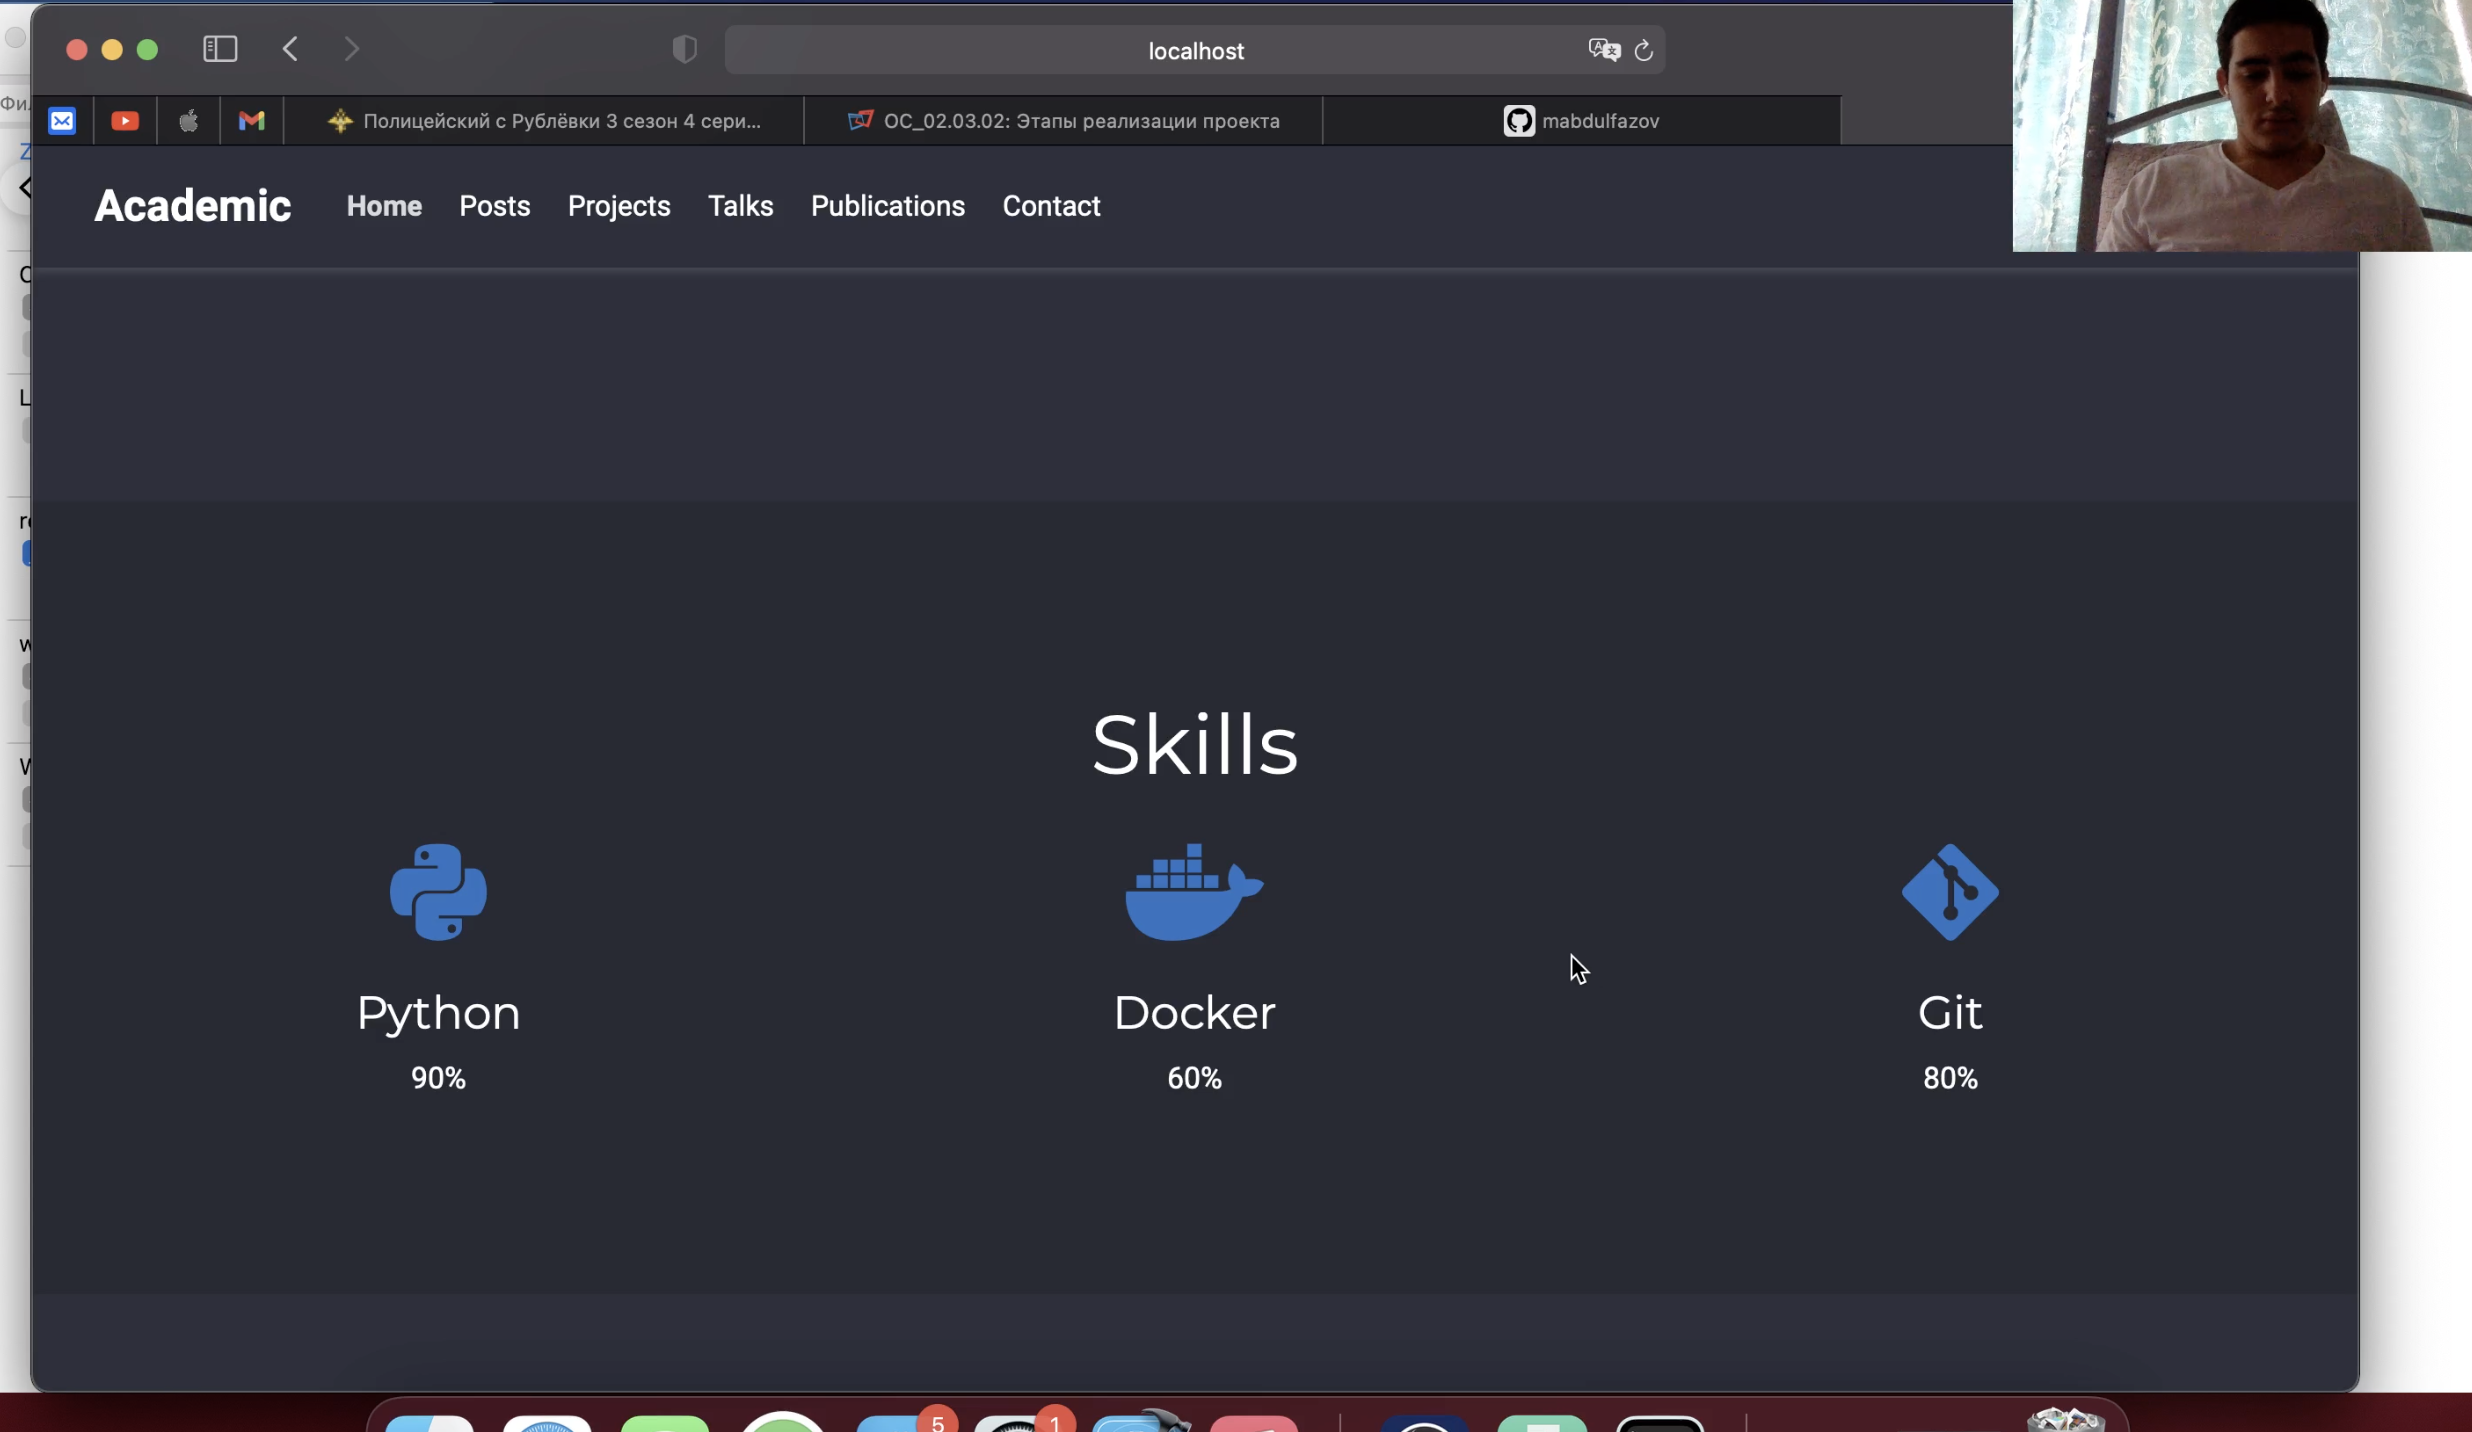 localhost
Полицейский с Рублёвки 3 сезон 4 сери...
ОС_02.03.02: Этапы реализации проекта
mabdulfazov
Academic
Home
Posts
Projects
Talks
Publications
Contact
Skills
Python
Docker
Git
90%
60%
80%
5
1